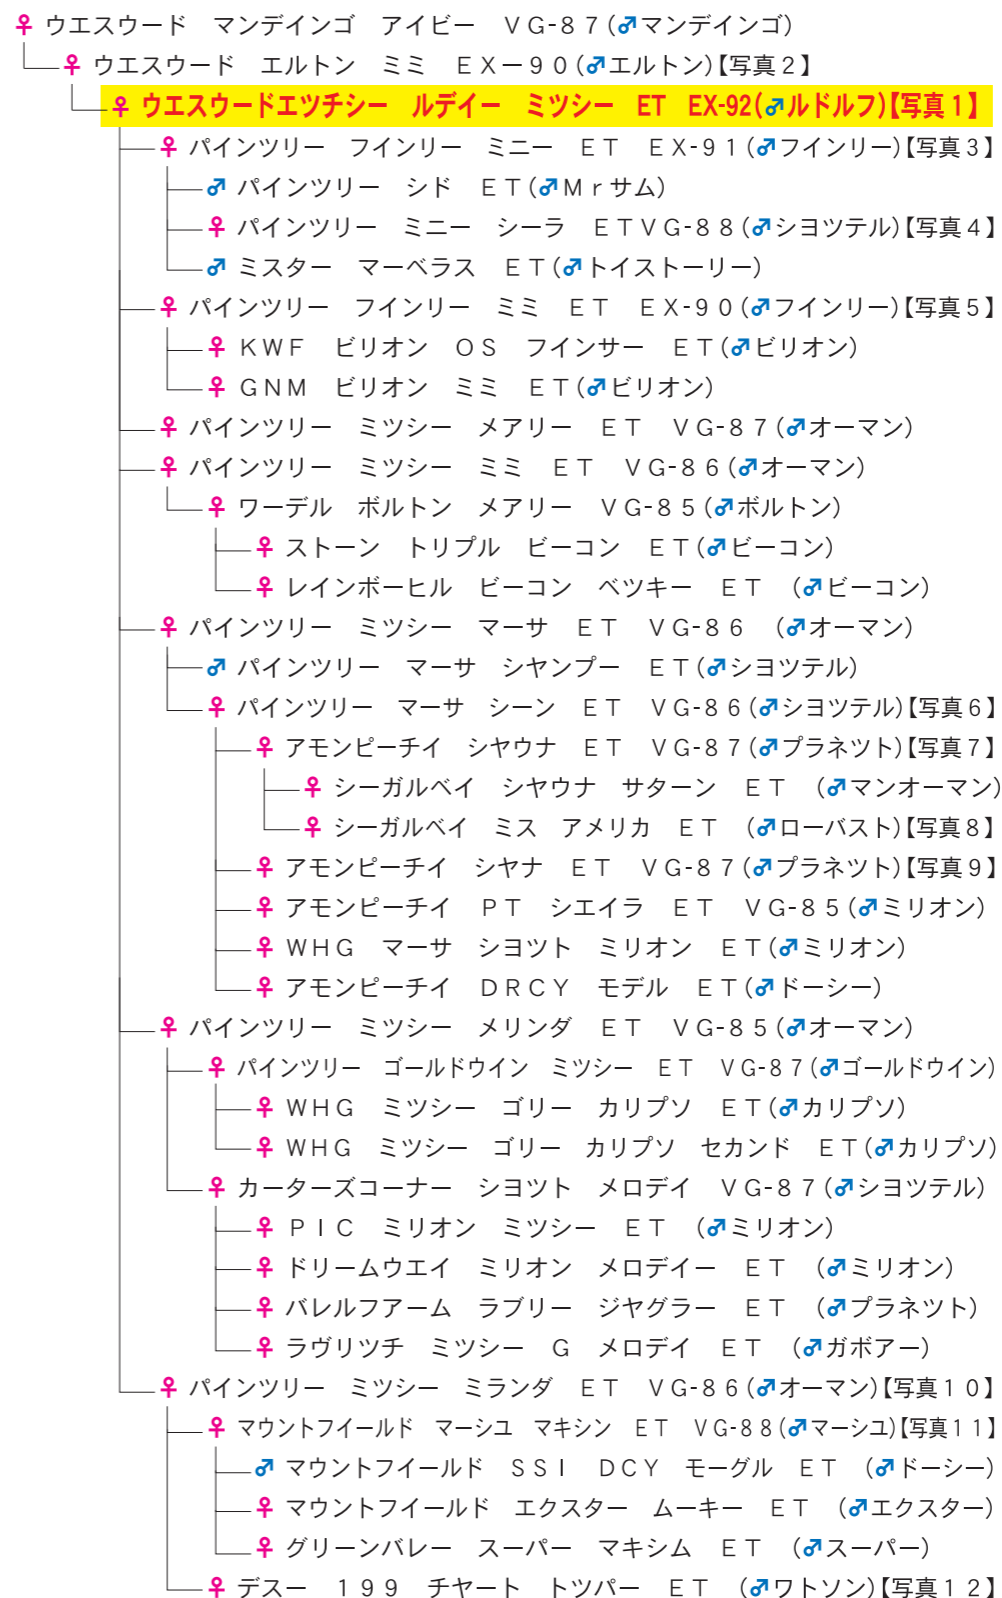 ♀ ウエスウード　マンデインゴ　アイビー　ＶＧ-８７(♂マンデインゴ)
♀ ウエスウード　エルトン　ミミ　ＥＸ－９０(♂エルトン)【写真２】
♀ ウエスウードエツチシー　ルデイー　ミツシー　ET　EX-92(♂ルドルフ)【写真１】
♀ パインツリー　フインリー　ミニー　ＥＴ　ＥＸ-９１(♂フインリー)【写真３】
♂ パインツリー　シド　ＥＴ(♂Ｍｒサム)
♀ パインツリー　ミニー　シーラ　ＥＴＶＧ-８８(♂シヨツテル)【写真４】
♂ ミスター　マーベラス　ＥＴ(♂トイストーリー)
♀ パインツリー　フインリー　ミミ　ＥＴ　ＥＸ-９０(♂フインリー)【写真５】
♀ ＫＷＦ　ビリオン　ＯＳ　フインサー　ＥＴ(♂ビリオン)
♀ ＧＮＭ　ビリオン　ミミ　ＥＴ(♂ビリオン)
♀ パインツリー　ミツシー　メアリー　ＥＴ　ＶＧ-８７(♂オーマン)
♀ パインツリー　ミツシー　ミミ　ＥＴ　ＶＧ-８６(♂オーマン)
♀ ワーデル　ボルトン　メアリー　ＶＧ-８５(♂ボルトン)
♀ ストーン　トリプル　ビーコン　ＥＴ(♂ビーコン)
♀ レインボーヒル　ビーコン　ベツキー　ＥＴ　(♂ビーコン)
♀ パインツリー　ミツシー　マーサ　ＥＴ　ＶＧ-８６　(♂オーマン)
♂ パインツリー　マーサ　シヤンプー　ＥＴ(♂シヨツテル)
♀ パインツリー　マーサ　シーン　ＥＴ　ＶＧ-８６(♂シヨツテル)【写真６】
♀ アモンピーチイ　シヤウナ　ＥＴ　ＶＧ-８７(♂プラネツト)【写真７】
♀ シーガルベイ　シヤウナ　サターン　ＥＴ　(♂マンオーマン)
♀ シーガルベイ　ミス　アメリカ　ＥＴ　(♂ローバスト)【写真８】
♀ アモンピーチイ　シヤナ　ＥＴ　ＶＧ-８７(♂プラネツト)【写真９】
♀ アモンピーチイ　ＰＴ　シエイラ　ＥＴ　ＶＧ-８５(♂ミリオン)
♀ ＷＨＧ　マーサ　シヨツト　ミリオン　ＥＴ(♂ミリオン)
♀ アモンピーチイ　ＤＲＣＹ　モデル　ＥＴ(♂ドーシー)
♀ パインツリー　ミツシー　メリンダ　ＥＴ　ＶＧ-８５(♂オーマン)
♀ パインツリー　ゴールドウイン　ミツシー　ＥＴ　ＶＧ-８７(♂ゴールドウイン)
♀ ＷＨＧ　ミツシー　ゴリー　カリプソ　ＥＴ(♂カリプソ)
♀ ＷＨＧ　ミツシー　ゴリー　カリプソ　セカンド　ＥＴ(♂カリプソ)
♀ カーターズコーナー　シヨツト　メロデイ　ＶＧ-８７(♂シヨツテル)
♀ ＰＩＣ　ミリオン　ミツシー　ＥＴ　(♂ミリオン)
♀ ドリームウエイ　ミリオン　メロデイー　ＥＴ　(♂ミリオン)
♀ バレルフアーム　ラブリー　ジヤグラー　ＥＴ　(♂プラネツト)
♀ ラヴリツチ　ミツシー　Ｇ　メロデイ　ＥＴ　(♂ガボアー)
♀ パインツリー　ミツシー　ミランダ　ＥＴ　ＶＧ-８６(♂オーマン)【写真１０】
♀ マウントフイールド　マーシユ　マキシン　ＥＴ　ＶＧ-８８(♂マーシユ)【写真１１】
♂ マウントフイールド　ＳＳＩ　ＤＣＹ　モーグル　ＥＴ　(♂ドーシー)
♀ マウントフイールド　エクスター　ムーキー　ＥＴ　(♂エクスター)
♀ グリーンバレー　スーパー　マキシム　ＥＴ　(♂スーパー)
♀ デスー　１９９　チヤート　トツパー　ＥＴ　(♂ワトソン)【写真１２】